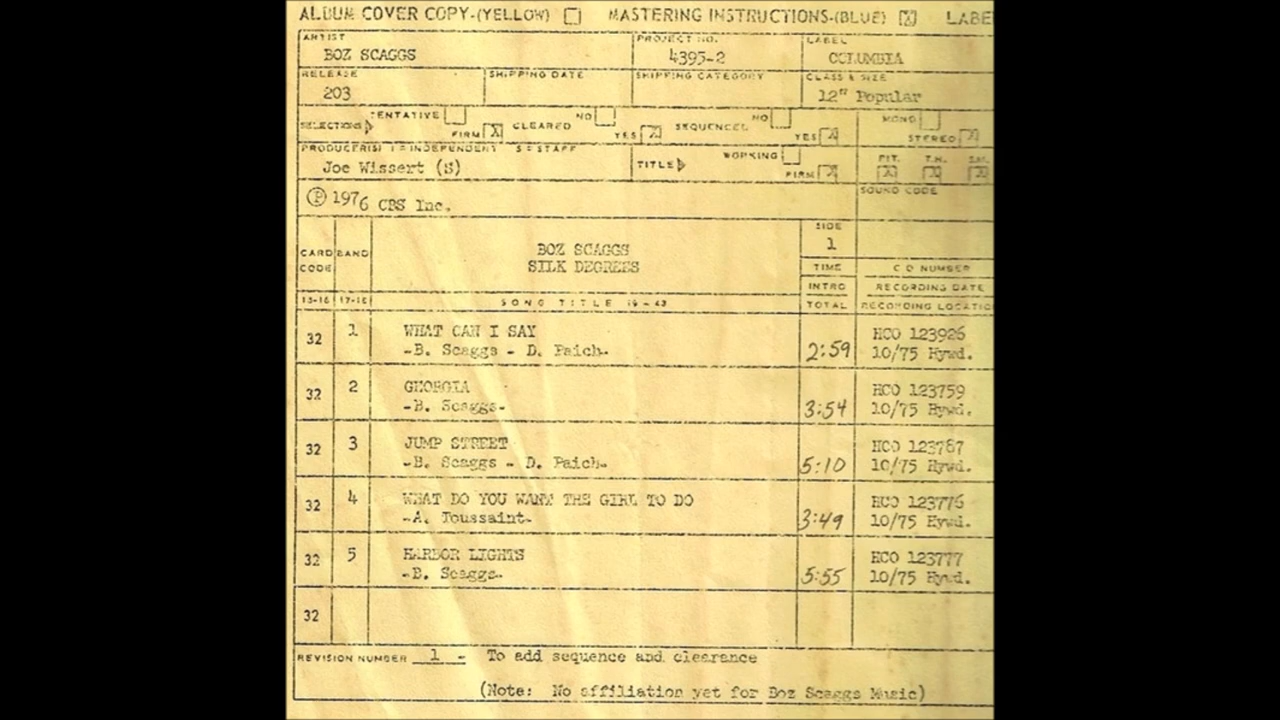 ALBUM COVER COPY-(YELLOW) MASTERING INSTRUCTIONS-(BLUE) X LABE
ARTIST PROJECT NO. LABEL
BOZ SCAGGS 4395-2 COLUMBIA
RELEASE SHIPPING DATE SHIPPING CATEGORY CLASS & SIZE
203 12" Popular
SELECTIONS TENTATIVE FIRM X CLEARED NO YES X SEQUENCED NO YES X MONO STEREO X
PRODUCER(S) I = INDEPENDENT S = STAFF TITLE WORKING FIRM X PIT. X T.H. X X
Joe Wissert (S)
SOUND CODE
Ⓟ 1976 CBS Inc.
CARD CODE BAND BOZ SCAGGS SIDE
SILK DEGREES 1
TIME C O NUMBER
INTRO RECORDING DATE
15-16 17-18 SONG TITLE 19-43 TOTAL RECORDING LOCATIO
32 1 WHAT CAN I SAY HCO 123926
-B. Scaggs - D. Paich- 2:59 10/75 Hywd.
32 2 GEORGIA HCO 123759
-B. Scaggs- 3:54 10/75 Hywd.
32 3 JUMP STREET HCO 123787
-B. Scaggs - D. Paich- 5:10 10/75 Hywd.
32 4 WHAT DO YOU WANT THE GIRL TO DO HCO 123776
-A. Toussaint- 3:49 10/75 Hywd.
32 5 HARBOR LIGHTS HCO 123777
-B. Scaggs- 5:55 10/75 Hywd.
32
REVISION NUMBER 1 - To add sequence and clearance
(Note: No affiliation yet for Boz Scaggs Music)